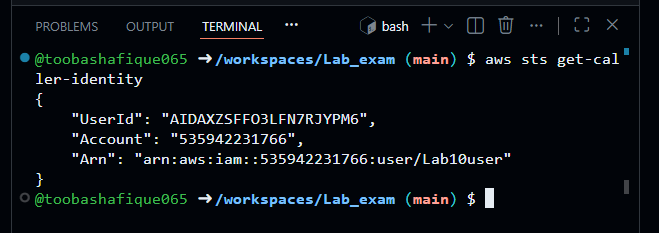 PROBLEMS OUTPUT TERMINAL bash
@toobashafique065 ➜ /workspaces/Lab_exam (main) $ aws sts get-cal
ler-identity
{
    "UserId": "AIDAXZSFFO3LFN7RJYPM6",
    "Account": "535942231766",
    "Arn": "arn:aws:iam::535942231766:user/Lab10user"
}
@toobashafique065 ➜ /workspaces/Lab_exam (main) $